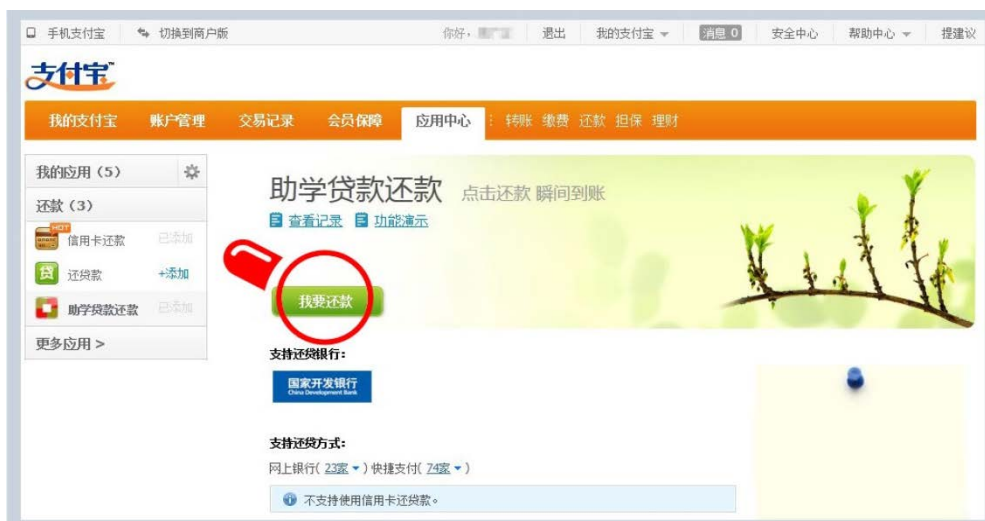 手机支付宝 切换到商户版 你好， 退出 我的支付宝 消息 0 安全中心 帮助中心 提建议
支付宝™
我的支付宝 账户管理 交易记录 会员保障 应用中心 转账 缴费 还款 担保 理财
我的应用（5）
还款（3）
HOT
信用卡还款 已添加
贷 还贷款 +添加
助学贷款还款 已添加
更多应用 >
助学贷款还款 点击还款 瞬间到账
查看记录 功能演示
我要还款
支持还贷银行：
国家开发银行
China Development Bank
支持还贷方式：
网上银行( 23家 ) 快捷支付( 74家 )
不支持使用信用卡还贷款。